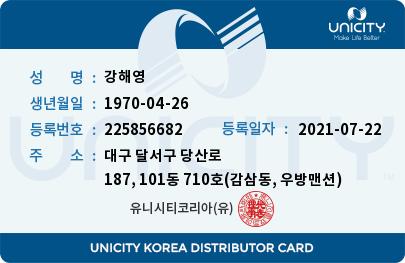 UNICITY
Make Life Better
성 명 : 강해영
생년월일 : 1970-04-26
등록번호 : 225856682 등록일자 : 2021-07-22
주 소 : 대구 달서구 당산로
187, 101동 710호(감삼동, 우방맨션)
유니시티코리아(유)
UNICITY
TM
UNICITY KOREA DISTRIBUTOR CARD